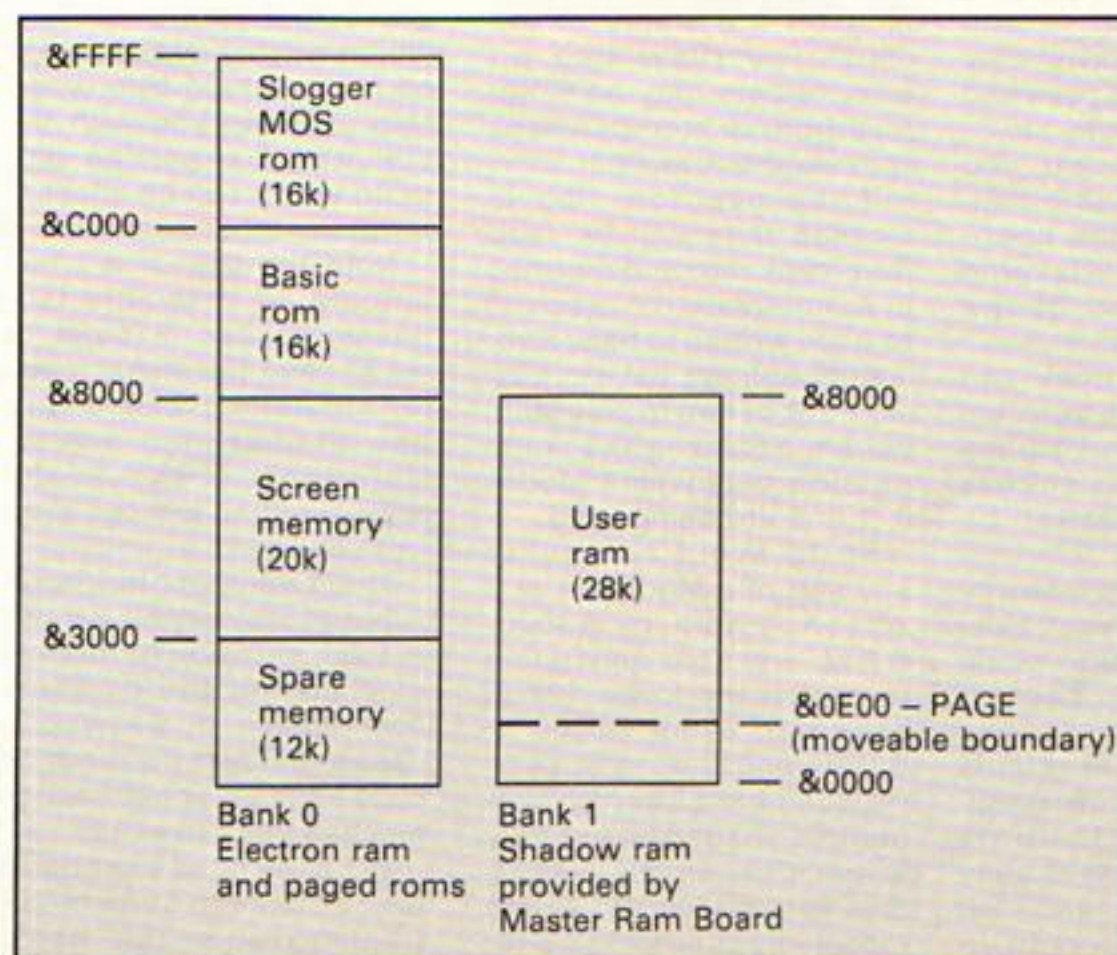 &FFFF
Slogger
MOS
rom
(16k)
&C000
Basic
rom
(16k)
&8000
Screen
memory
(20k)
&3000
Spare
memory
(12k)
Bank 0
Electron ram
and paged roms
&8000
User
ram
(28k)
&0E00 – PAGE
(moveable boundary)
&0000
Bank 1
Shadow ram
provided by
Master Ram Board